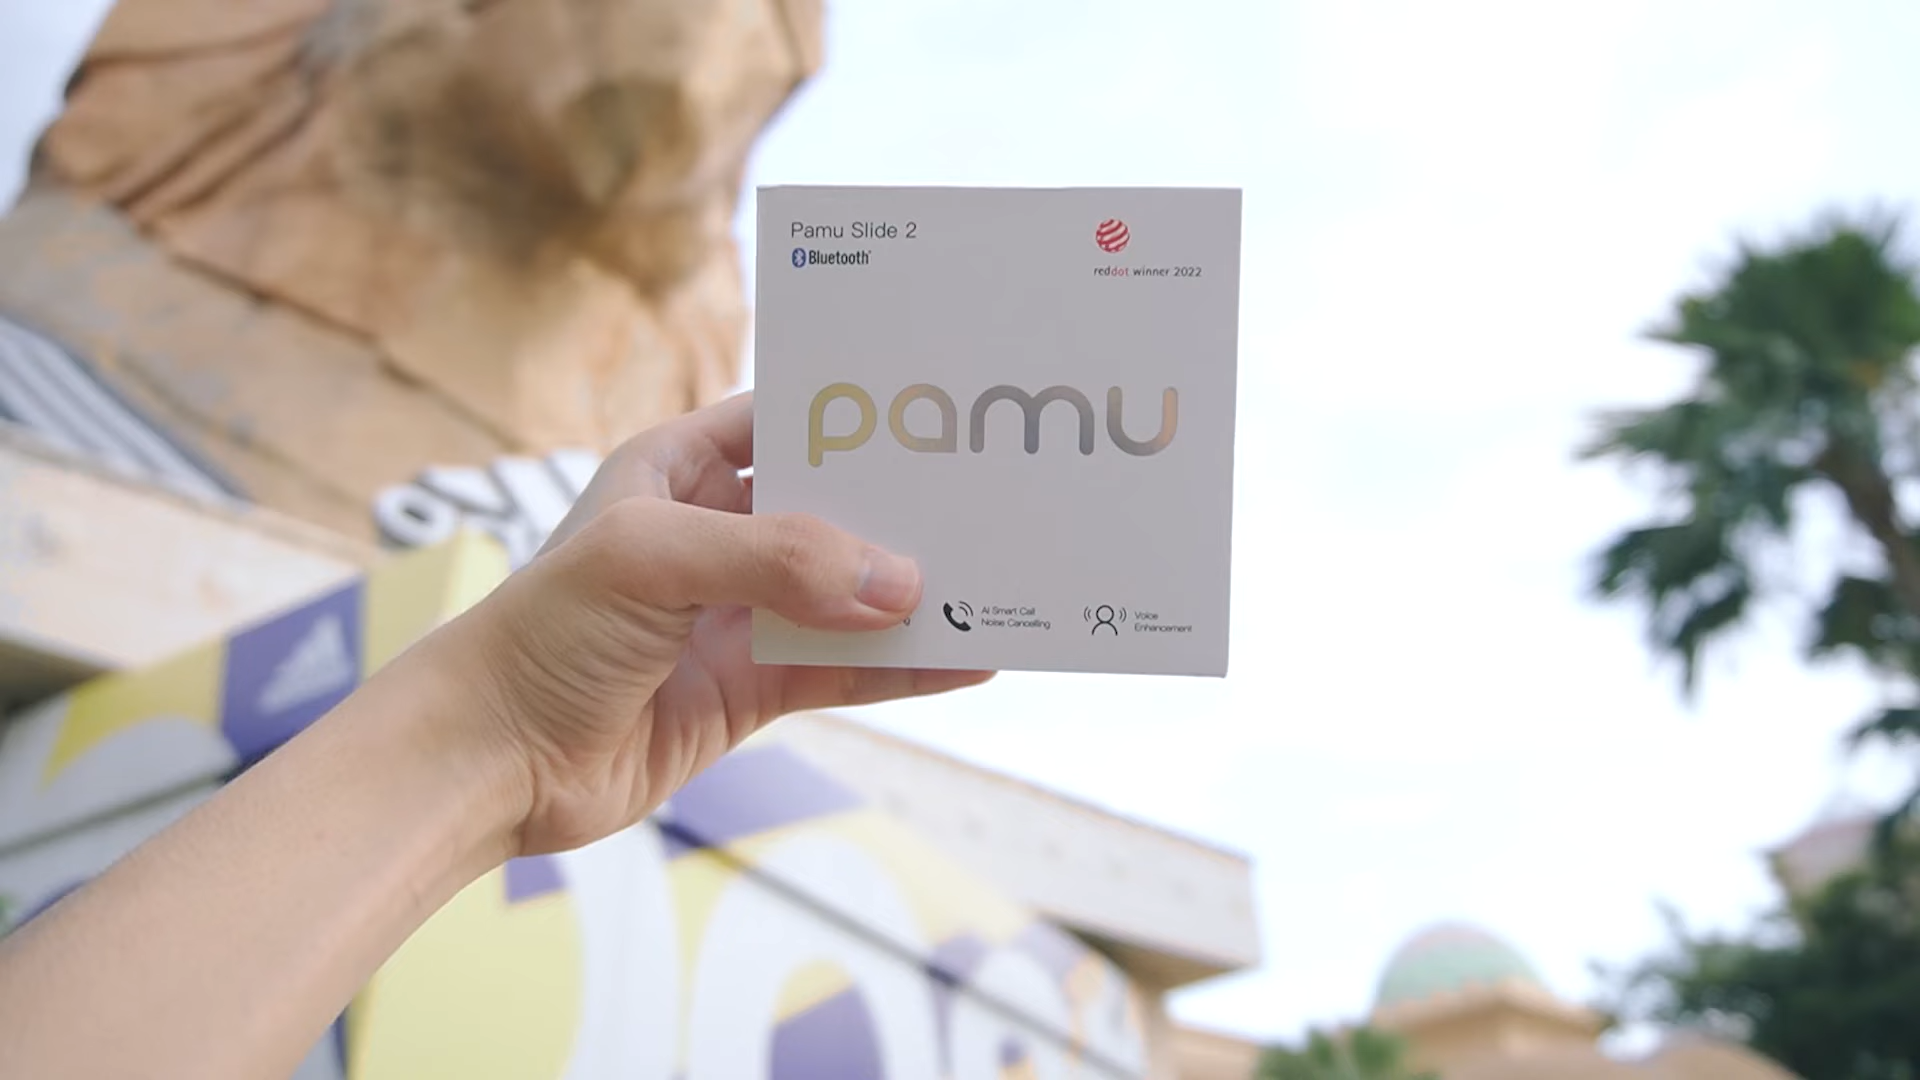 Pamu Slide 2
Bluetooth®
reddot winner 2022
pamu
AI Smart Call
Noise Cancelling
Voice
Enhancement